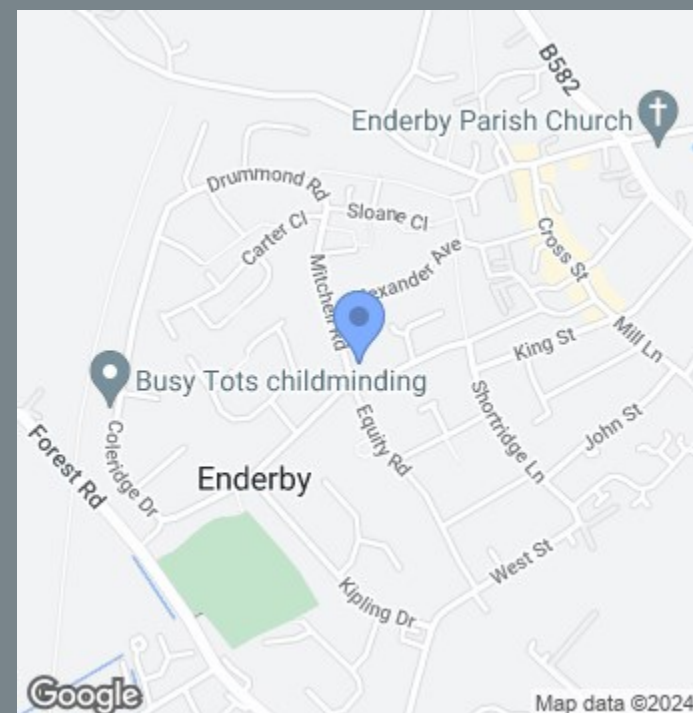 B582
Enderby Parish Church
Drummond Rd
Sloane Cl
Carter Cl
Cross St
exander Ave
Mitchell Rd
King St
Mill Ln
Busy Tots childminding
Equity Rd
Shortridge Ln
John St
Forest Rd
Coleridge Dr
Enderby
West St
Kipling Dr
Google
Map data ©2024